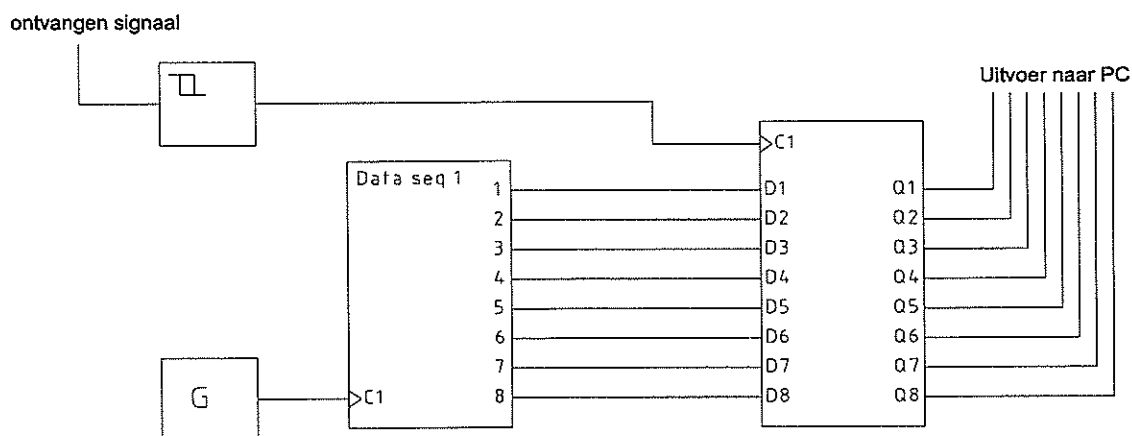 ontvangen signaal
Uitvoer naar PC
C1
Data seq 1
1
D1
Q1
2
D2
Q2
3
D3
Q3
4
D4
Q4
5
D5
Q5
6
D6
Q6
7
D7
Q7
G
C1
8
D8
Q8